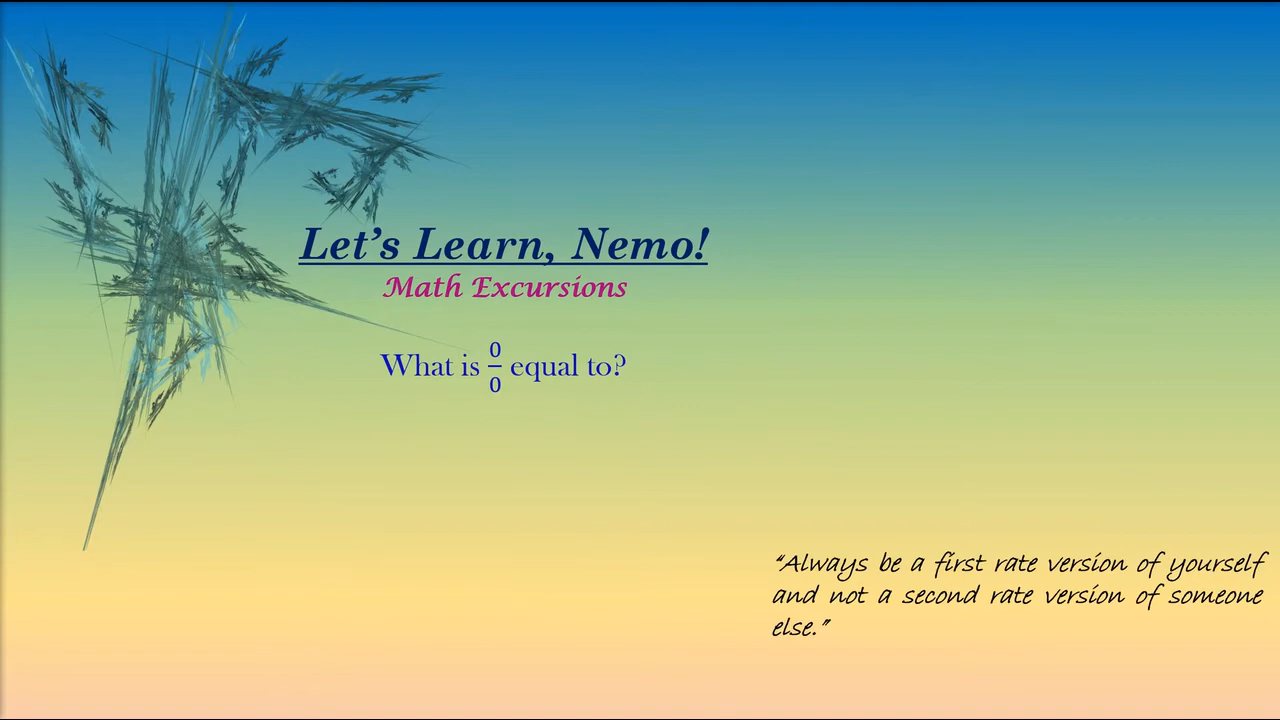 Let's Learn, Nemo!
Math Excursions
What is 0/0 equal to?
“Always be a first rate version of yourself
and not a second rate version of someone
else.”